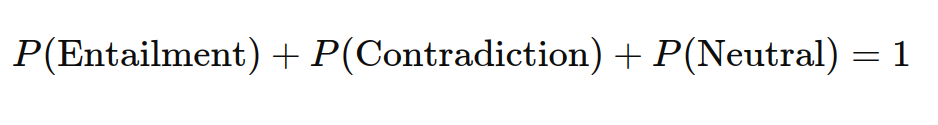 P(Entailment) + P(Contradiction) + P(Neutral) = 1